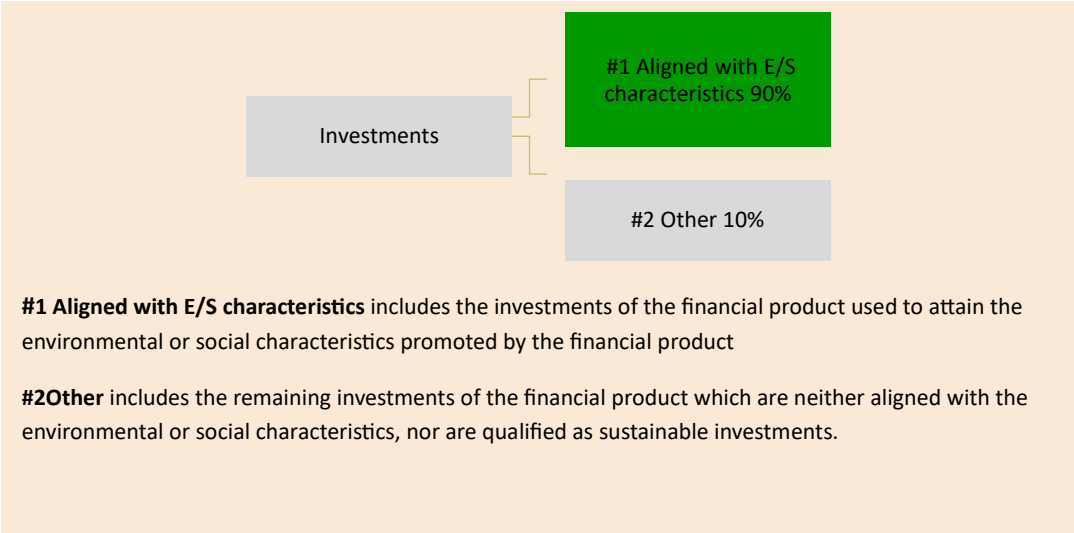 #1 Aligned with E/S
characteristics 90%
Investments
#2 Other 10%
#1 Aligned with E/S characteristics includes the investments of the financial product used to attain the
environmental or social characteristics promoted by the financial product
#2Other includes the remaining investments of the financial product which are neither aligned with the
environmental or social characteristics, nor are qualified as sustainable investments.